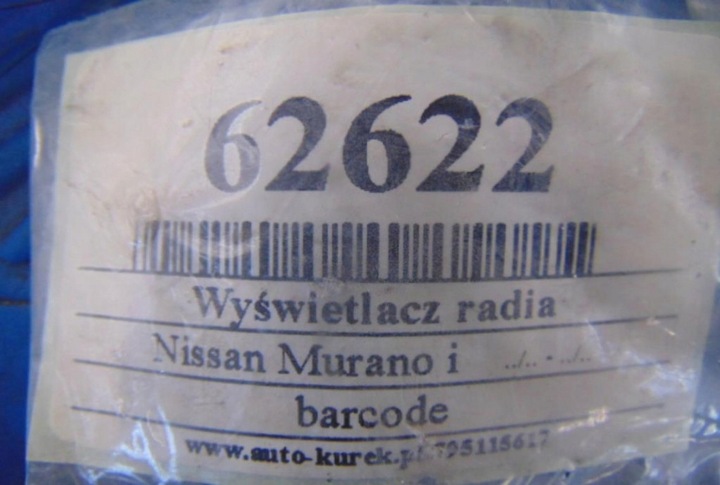 62622
Wyświetlacz radia
Nissan Murano i ../.. - ../..
barcode
www.auto-kurek.pl 795115617